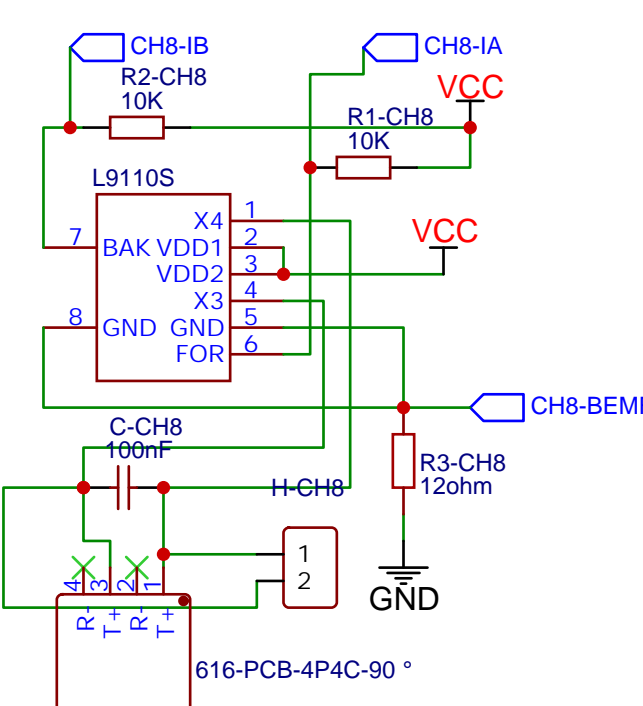 CH8-IB
CH8-IA
R2-CH8
10K
VCC
R1-CH8
10K
L9110S
X4 1
7 BAK VDD1 2
VCC
VDD2 3
X3 4
8 GND GND 5
FOR 6
CH8-BEMF
C-CH8
100nF
R3-CH8
12ohm
H-CH8
1
2
GND
4 3 2 1
R- T+ R- T+
616-PCB-4P4C-90 °